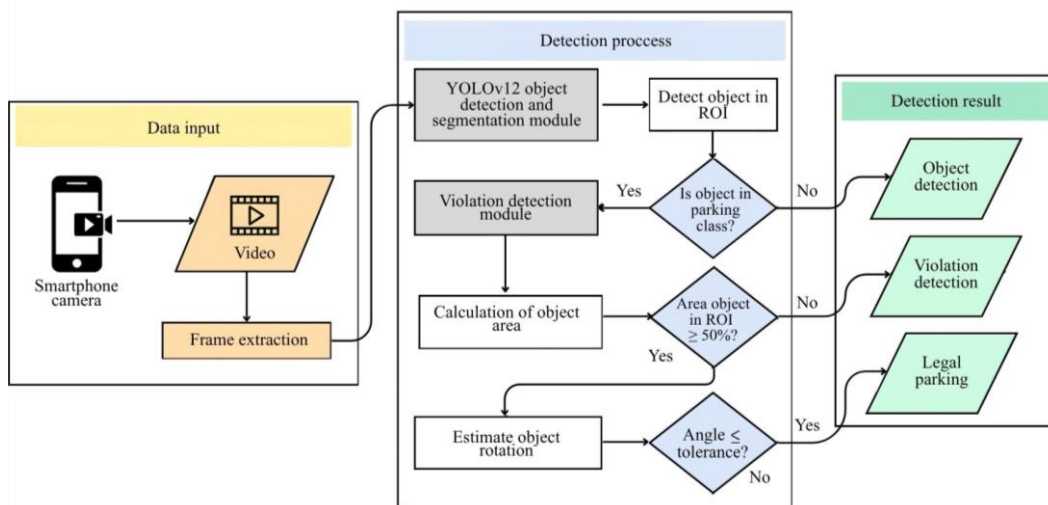 Data input
Smartphone
camera
Video
Frame extraction
Detection proccess
YOLOv12 object
detection and
segmentation module
Detect object in
ROI
Is object in
parking
class?
Yes
No
Violation detection
module
Calculation of object
area
Area object
in ROI
≥ 50%?
No
Yes
Estimate object
rotation
Angle ≤
tolerance?
Yes
No
Detection result
Object
detection
Violation
detection
Legal
parking